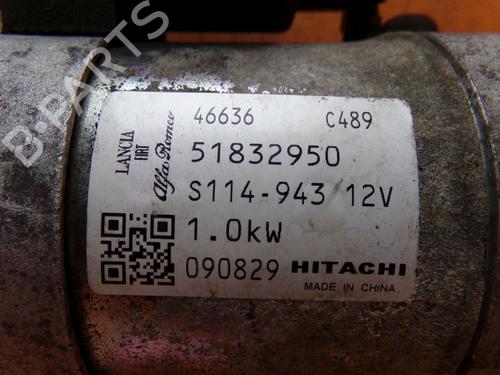 B-PARTS
46636 C489
LANCIA
FIAT
Alfa Romeo
51832950
S114-943 12V
1.0kW
090829 HITACHI
MADE IN CHINA